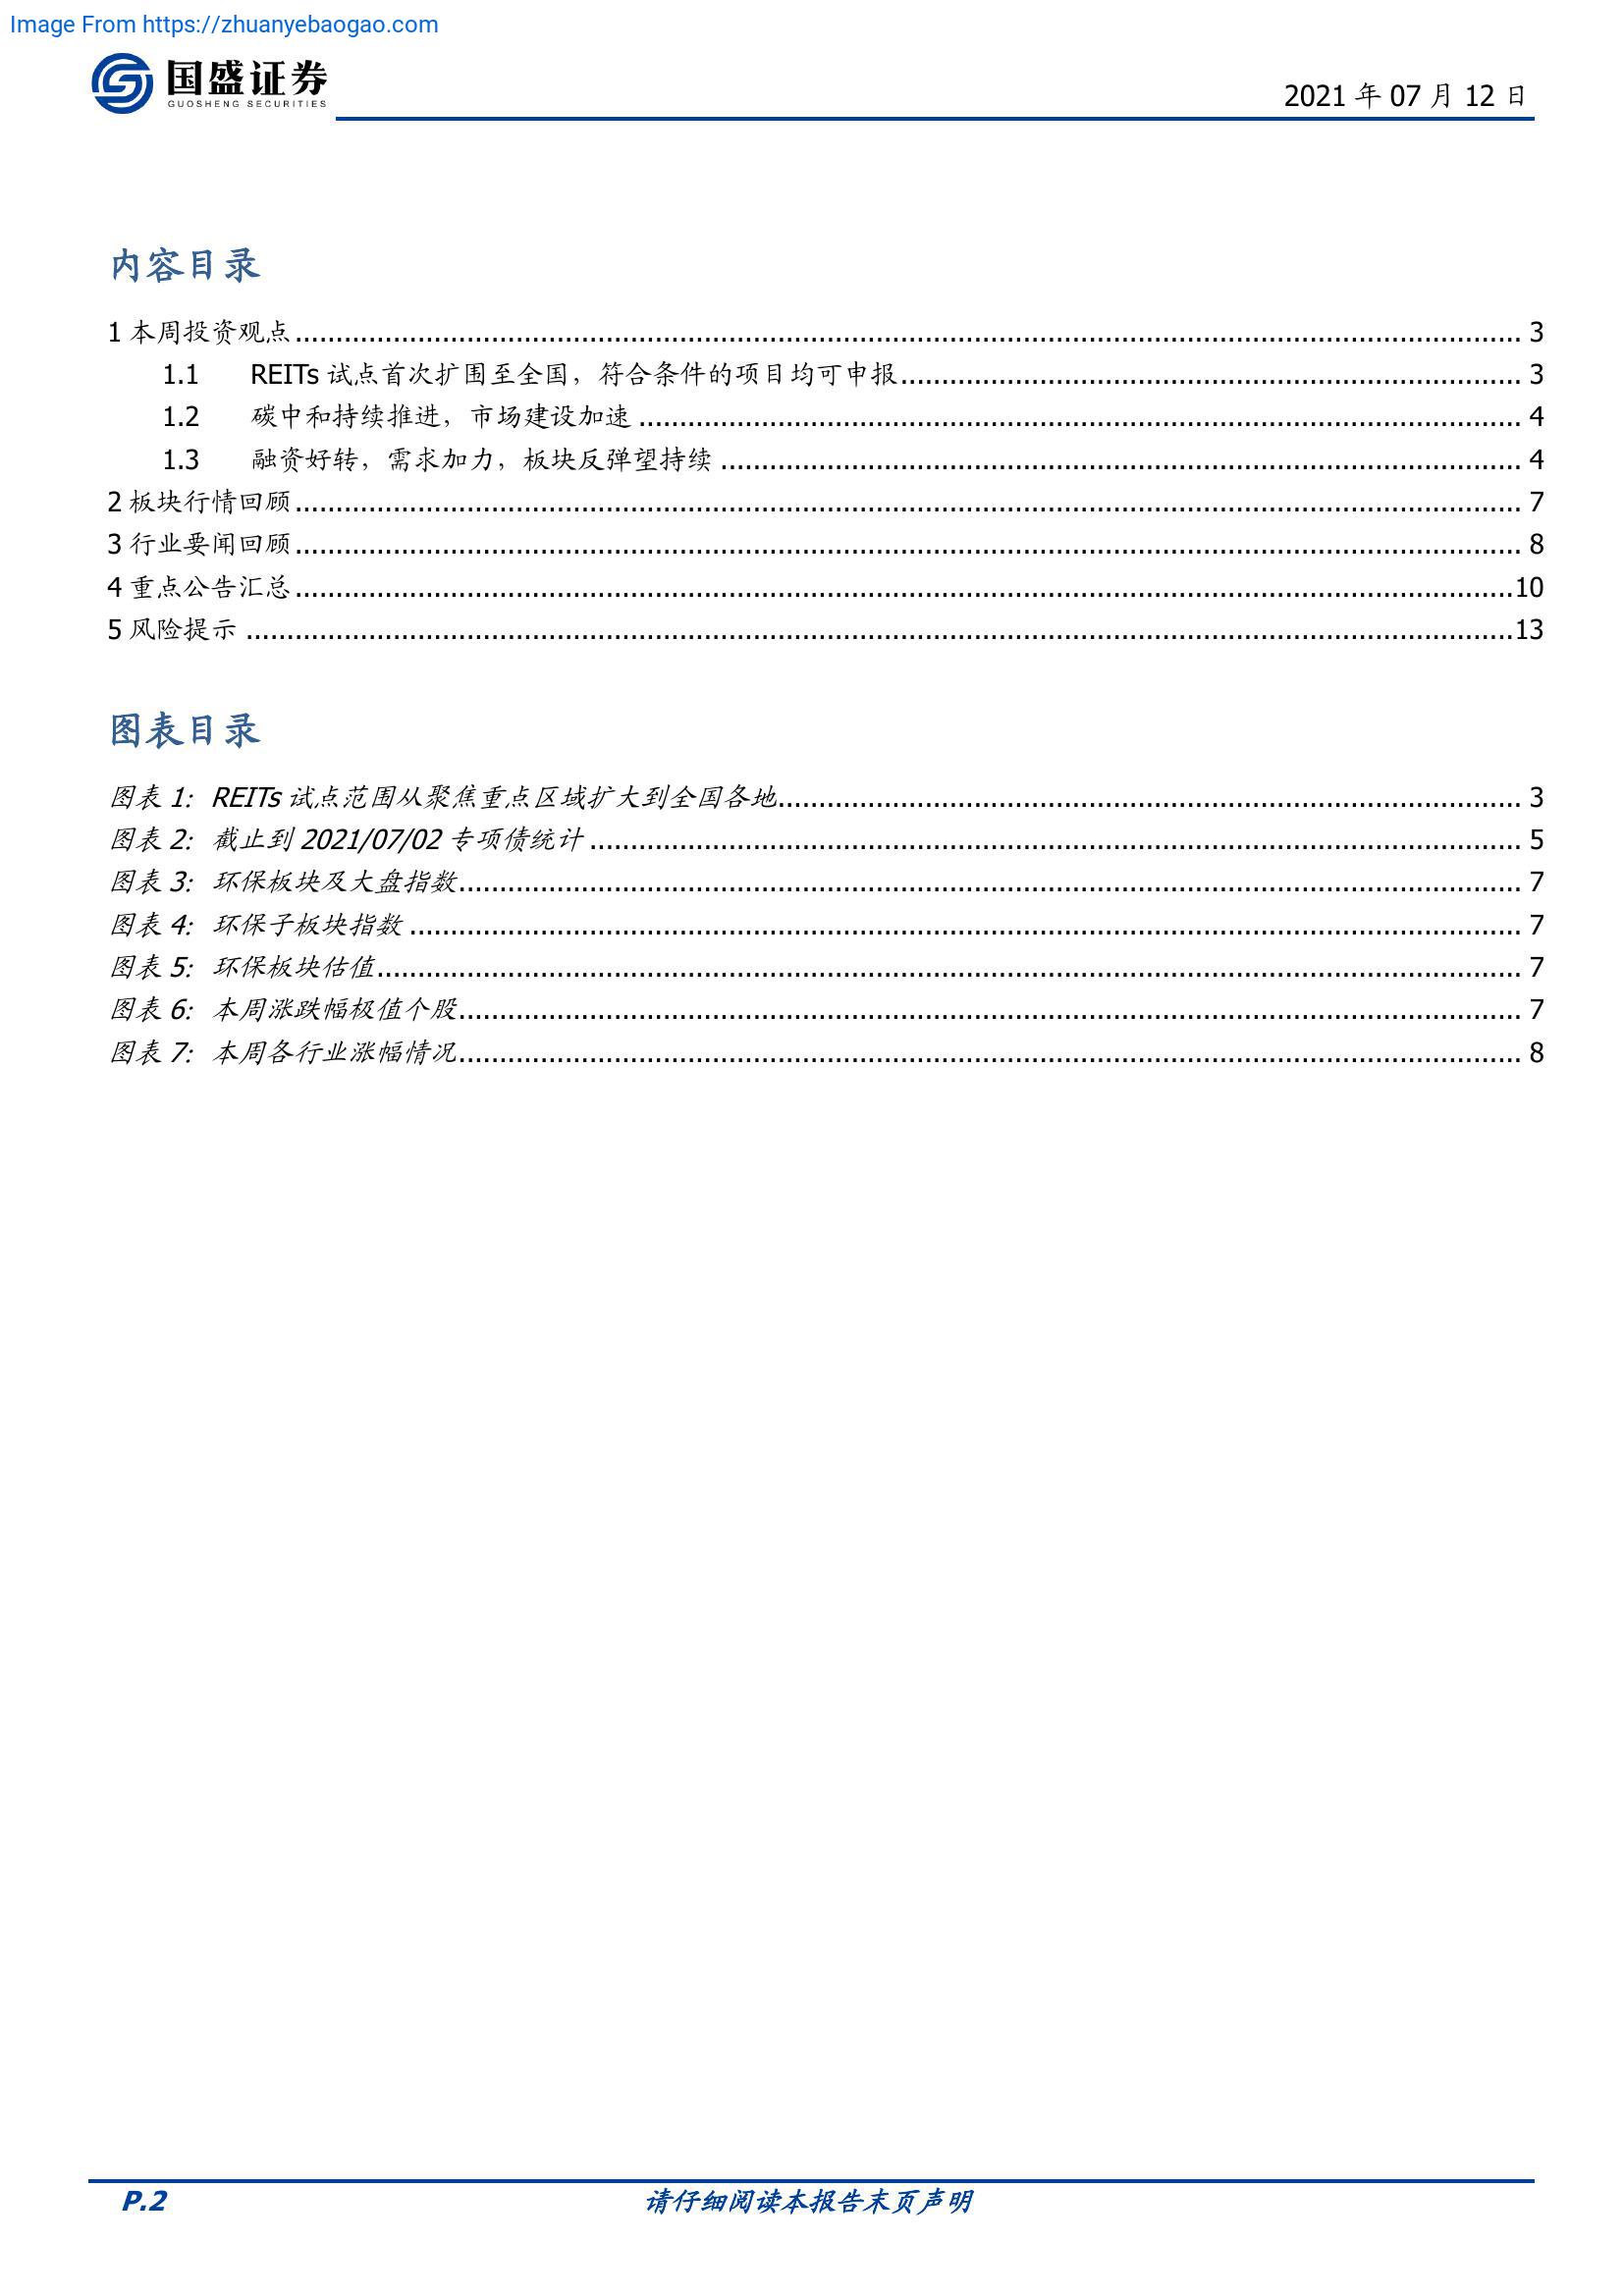 Image From https://zhuanyebaogao.com
国盛证券
GUOSHENG SECURITIES
2021 年 07 月 12 日
内容目录
1 本周投资观点 3
1.1 REITs 试点首次扩围至全国，符合条件的项目均可申报 3
1.2 碳中和持续推进，市场建设加速 4
1.3 融资好转，需求加力，板块反弹望持续 4
2 板块行情回顾 7
3 行业要闻回顾 8
4 重点公告汇总 10
5 风险提示 13
图表目录
图表 1: REITs 试点范围从聚焦重点区域扩大到全国各地 3
图表 2: 截止到 2021/07/02 专项债统计 5
图表 3: 环保板块及大盘指数 7
图表 4: 环保子板块指数 7
图表 5: 环保板块估值 7
图表 6: 本周涨跌幅极值个股 7
图表 7: 本周各行业涨幅情况 8
P.2 请仔细阅读本报告末页声明